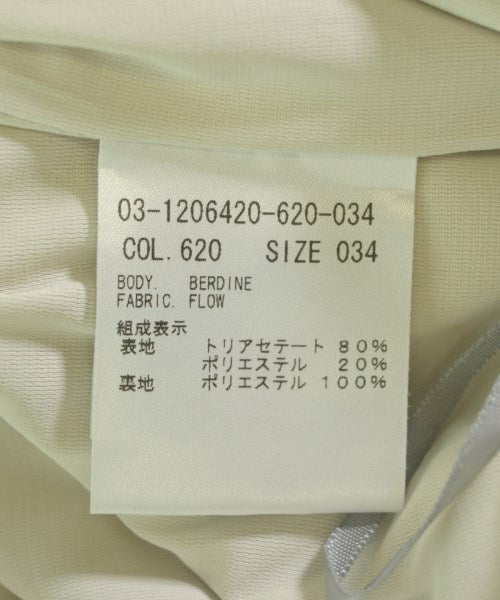 03-1206420-620-034
COL. 620 SIZE 034
BODY. BERDINE
FABRIC. FLOW
組成表示
表地 トリアセテート 80%
ポリエステル 20%
裏地 ポリエステル 100%